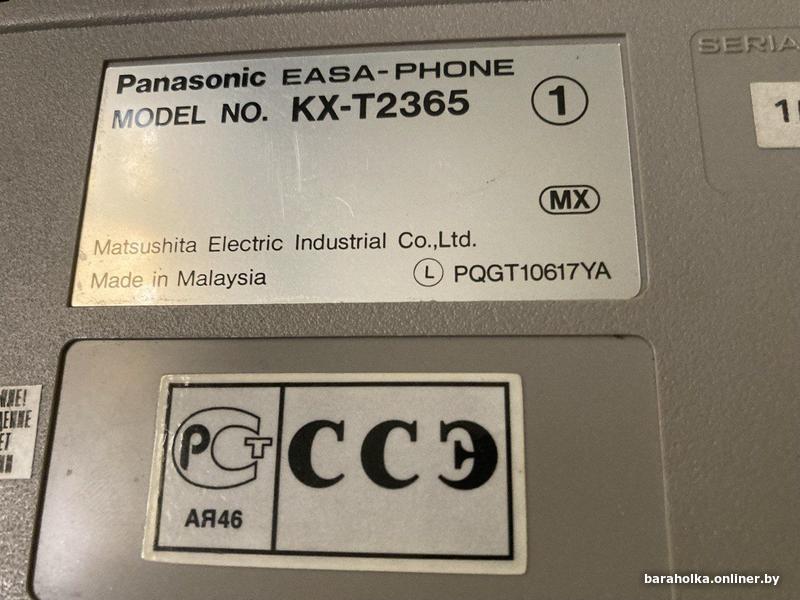 Panasonic EASA-PHONE
MODEL NO. KX-T2365
1
MX
Matsushita Electric Industrial Co.,Ltd.
Made in Malaysia
L PQGT10617YA
SERIA
РСТ
АЯ46
ССЭ
baraholka.onliner.by